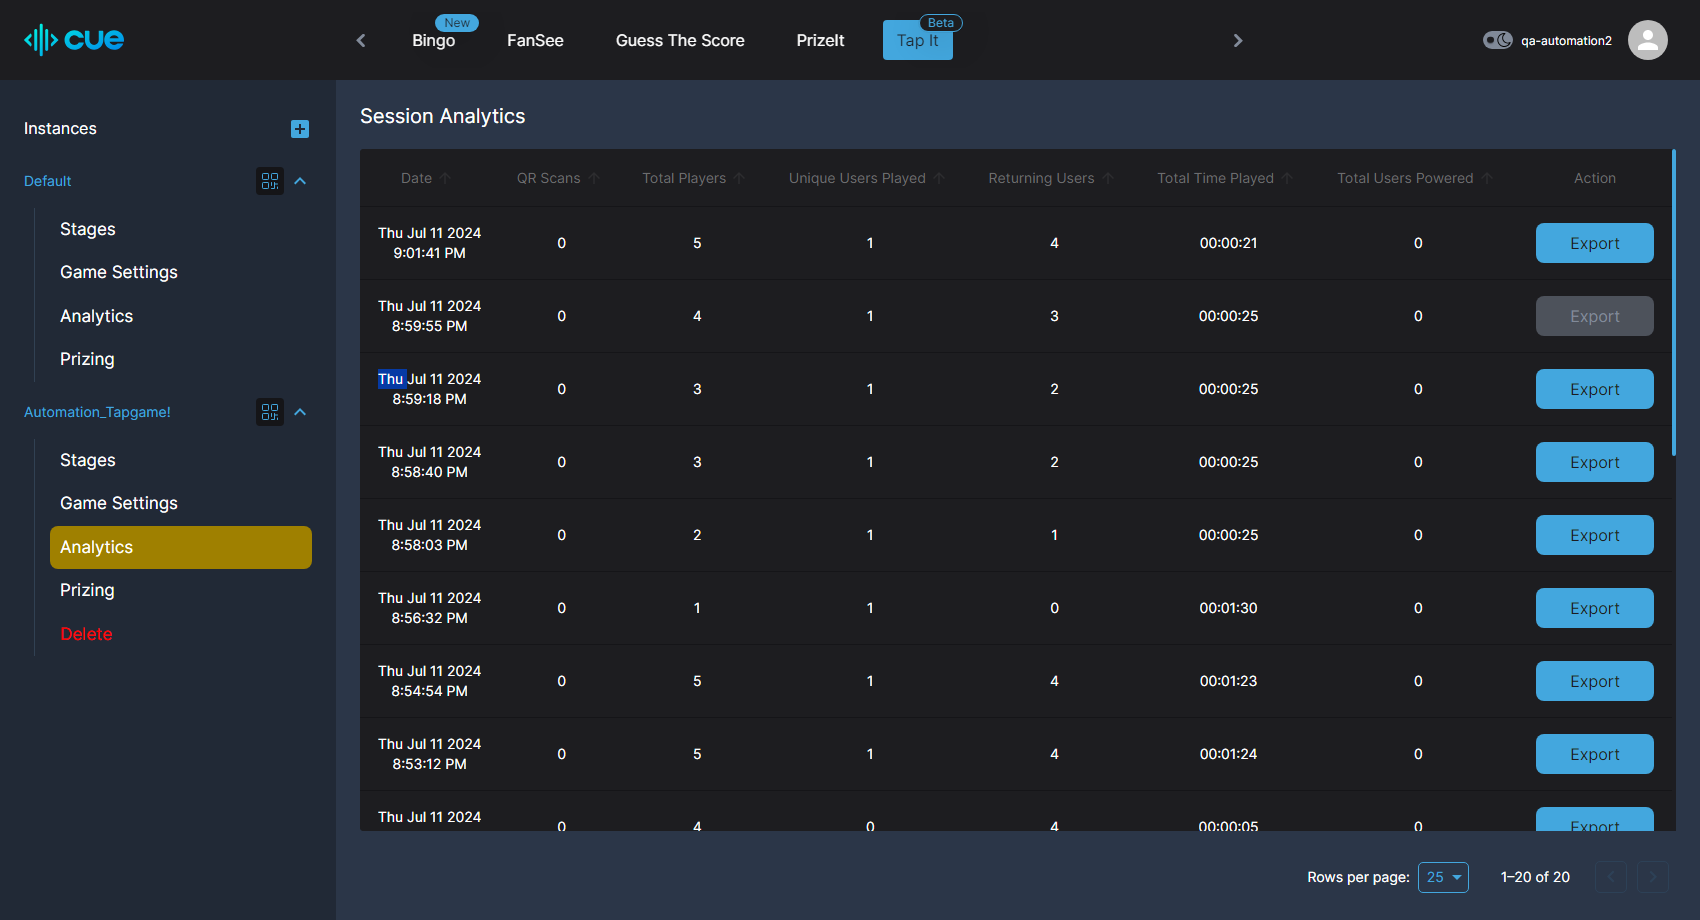 cue
Bingo
New
FanSee
Guess The Score
PrizeIt
Tap It
Beta
qa-automation2
Instances
Default
Stages
Game Settings
Analytics
Prizing
Automation_Tapgame!
Stages
Game Settings
Analytics
Prizing
Delete
Session Analytics
Date QR Scans Total Players Unique Users Played Returning Users Total Time Played Total Users Powered Action
Thu Jul 11 2024
9:01:41 PM 0 5 1 4 00:00:21 0 Export
Thu Jul 11 2024
8:59:55 PM 0 4 1 3 00:00:25 0 Export
Thu Jul 11 2024
8:59:18 PM 0 3 1 2 00:00:25 0 Export
Thu Jul 11 2024
8:58:40 PM 0 3 1 2 00:00:25 0 Export
Thu Jul 11 2024
8:58:03 PM 0 2 1 1 00:00:25 0 Export
Thu Jul 11 2024
8:56:32 PM 0 1 1 0 00:01:30 0 Export
Thu Jul 11 2024
8:54:54 PM 0 5 1 4 00:01:23 0 Export
Thu Jul 11 2024
8:53:12 PM 0 5 1 4 00:01:24 0 Export
Thu Jul 11 2024
0 4 0 4 00:00:05 0 Export
Rows per page: 25 1–20 of 20